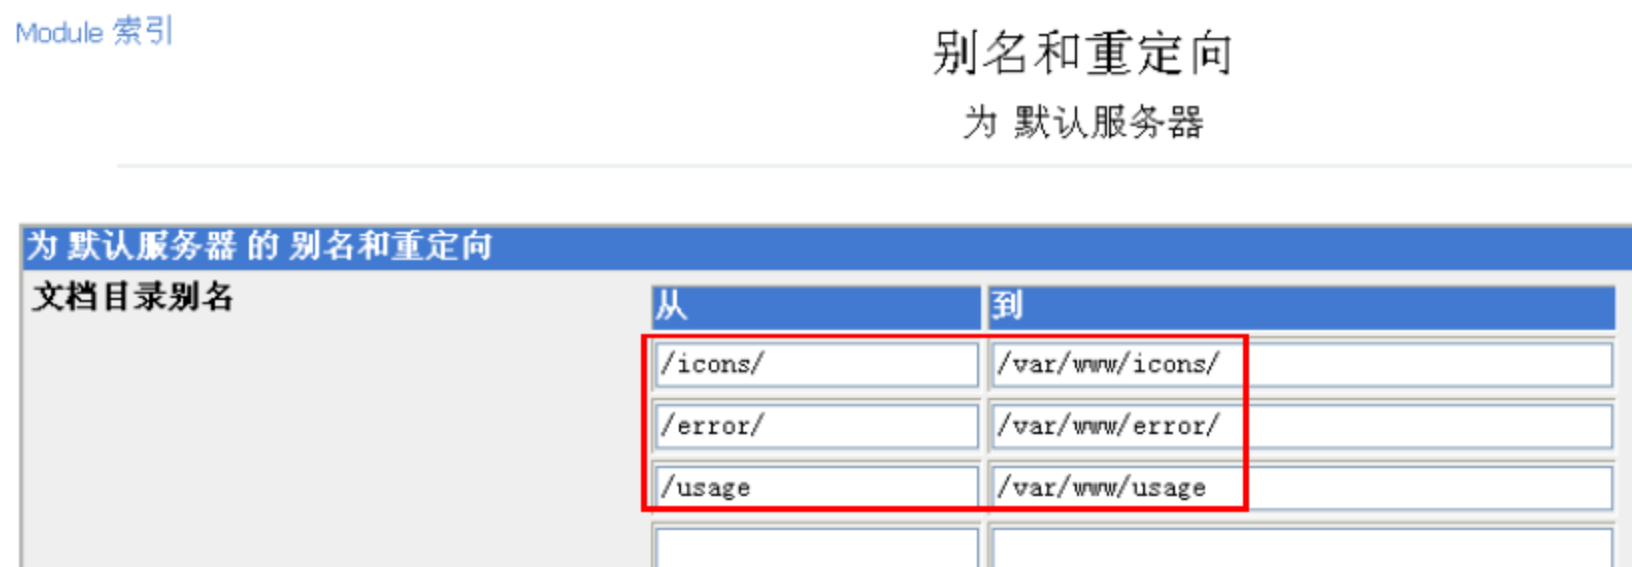 Module 索引
别名和重定向
为 默认服务器
为 默认服务器 的 别名和重定向
文档目录别名
从 到
/icons/ /var/www/icons/
/error/ /var/www/error/
/usage /var/www/usage